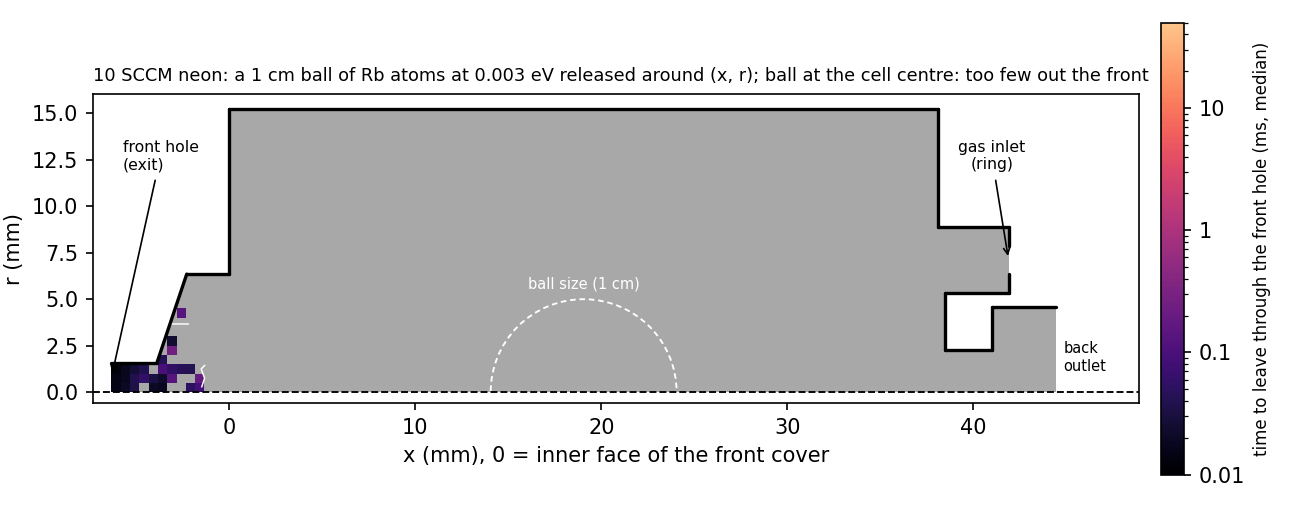 10 SCCM neon: a 1 cm ball of Rb atoms at 0.003 eV released around (x, r); ball at the cell centre: too few out the front
15.0
12.5
10.0
7.5
5.0
2.5
0.0
r (mm)
front hole
(exit)
gas inlet
(ring)
ball size (1 cm)
back
outlet
0
10
20
30
40
x (mm), 0 = inner face of the front cover
10
1
0.1
0.01
time to leave through the front hole (ms, median)